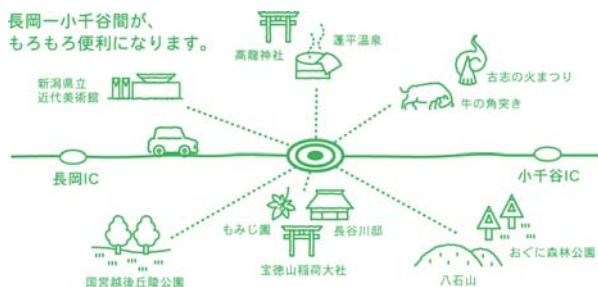 長岡ー小千谷間が、
もろもろ便利になります。
高龍神社
蓬平温泉
古志の火まつり
新潟県立
近代美術館
牛の角突き
長岡IC
小千谷IC
もみじ園
長谷川邸
おぐに森林公園
国営越後丘陵公園
宝徳山稲荷大社
八石山